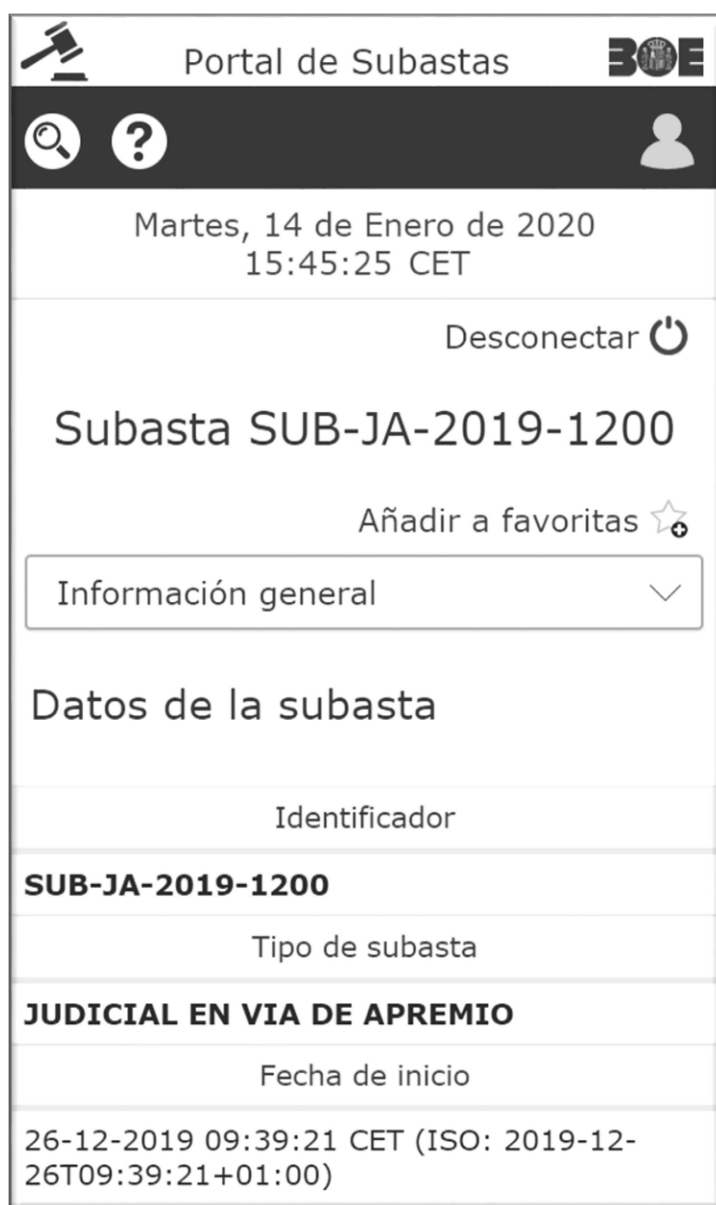 Portal de Subastas
BOE
?
Martes, 14 de Enero de 2020
15:45:25 CET
Desconectar
Subasta SUB-JA-2019-1200
Añadir a favoritas
Información general
Datos de la subasta
Identificador
SUB-JA-2019-1200
Tipo de subasta
JUDICIAL EN VIA DE APREMIO
Fecha de inicio
26-12-2019 09:39:21 CET (ISO: 2019-12-
26T09:39:21+01:00)